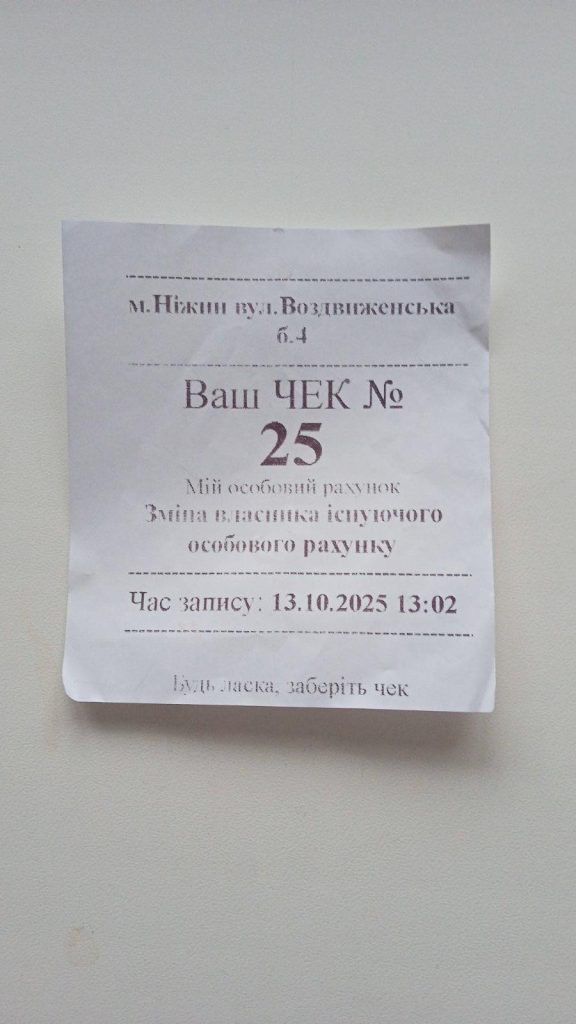 м.Ніжин вул.Воздвиженська
б.4
Ваш ЧЕК №
25
Мій особовий рахунок
Зміна власника існуючого
особового рахунку
Час запису: 13.10.2025 13:02
Будь ласка, заберіть чек